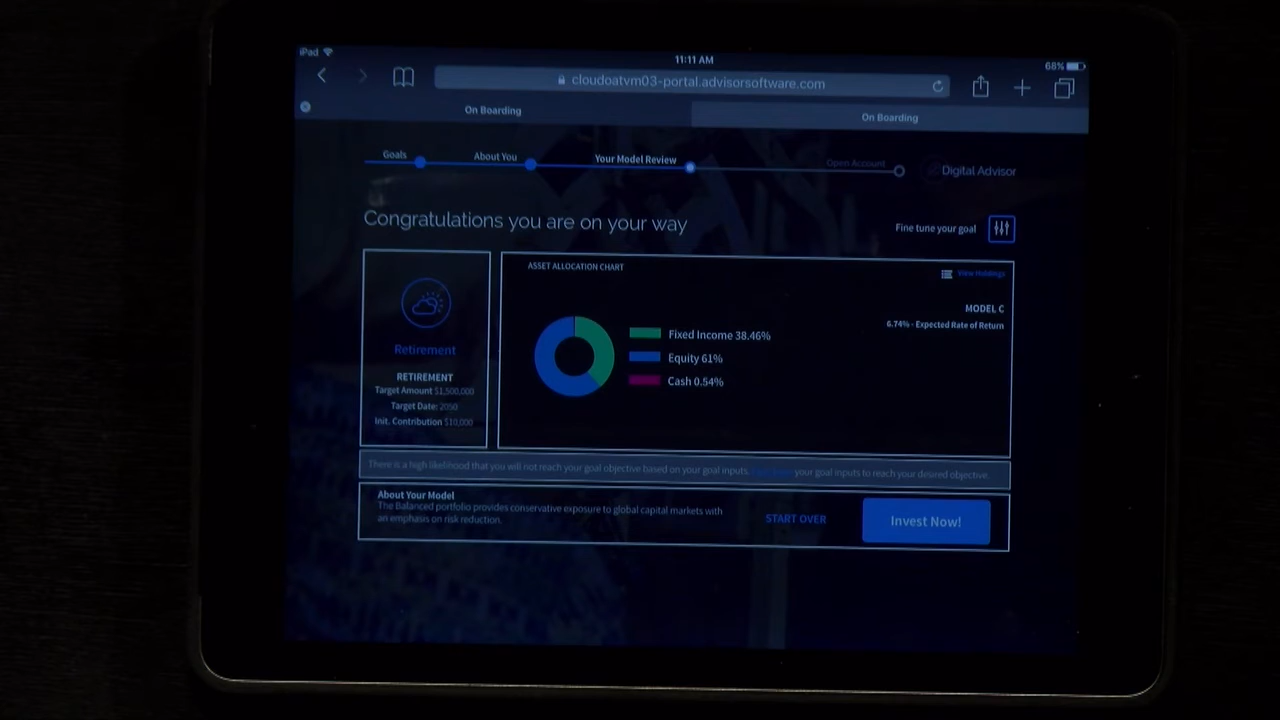 iPad
11:11 AM
68%
cloudoatvm03-portal.advisorsoftware.com
On Boarding
On Boarding
Goals
About You
Your Model Review
Open Account
Digital Advisor
Congratulations you are on your way
Fine tune your goal
ASSET ALLOCATION CHART
View Holdings
MODEL C
6.74% - Expected Rate of Return
Fixed Income 38.46%
Equity 61%
Cash 0.54%
Retirement
RETIREMENT
Target Amount $1,500,000
Target Date: 2050
Init. Contribution $10,000
There is a high likelihood that you will not reach your goal objective based on your goal inputs. your goal inputs to reach your desired objective.
About Your Model
The Balanced portfolio provides conservative exposure to global capital markets with
an emphasis on risk reduction.
START OVER
Invest Now!